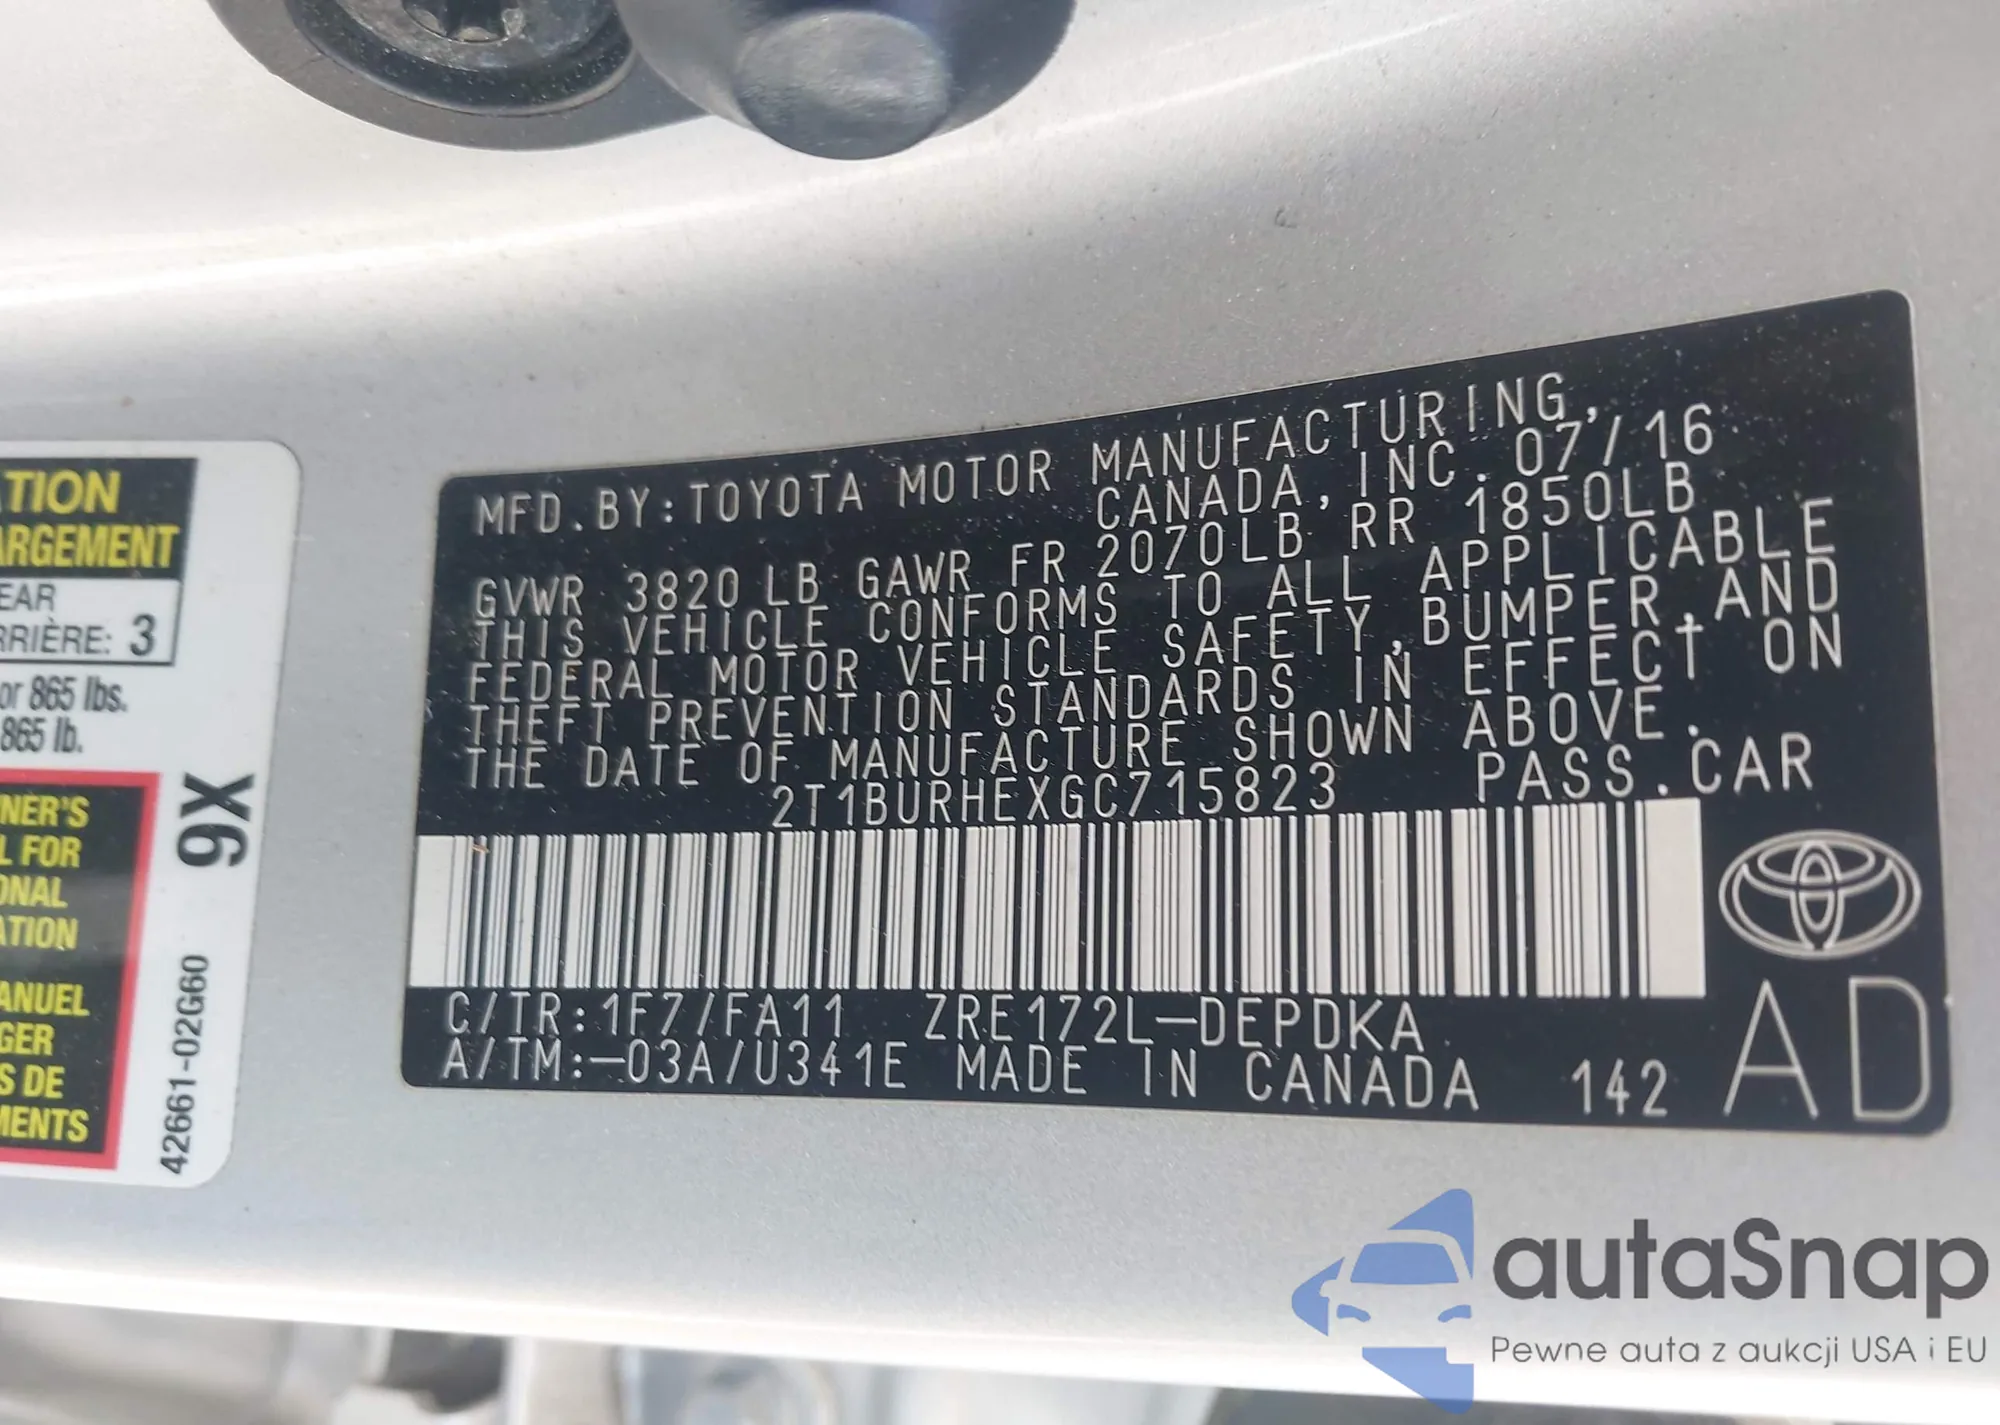 ATION
ARGEMENT
EAR
RRIÈRE: 3
or 865 lbs.
865 lb.
NER'S
L FOR
ONAL
ATION
ANUEL
GER
S DE
MENTS
9X
42661-02G60
MFD.BY:TOYOTA MOTOR MANUFACTURING,
CANADA, INC. 07/16
GVWR 3820LB GAWR FR 2070LB RR 1850LB
THIS VEHICLE CONFORMS TO ALL APPLICABLE
FEDERAL MOTOR VEHICLE SAFETY,BUMPER,AND
THEFT PREVENTION STANDARDS IN EFFECT ON
THE DATE OF MANUFACTURE SHOWN ABOVE.
2T1BURHEXGC715823 PASS.CAR
C/TR:1F7/FA11 ZRE172L-DEPDKA
A/TM:-03A/U341E MADE IN CANADA 142
AD
autaSnap
Pewne auta z aukcji USA i EU